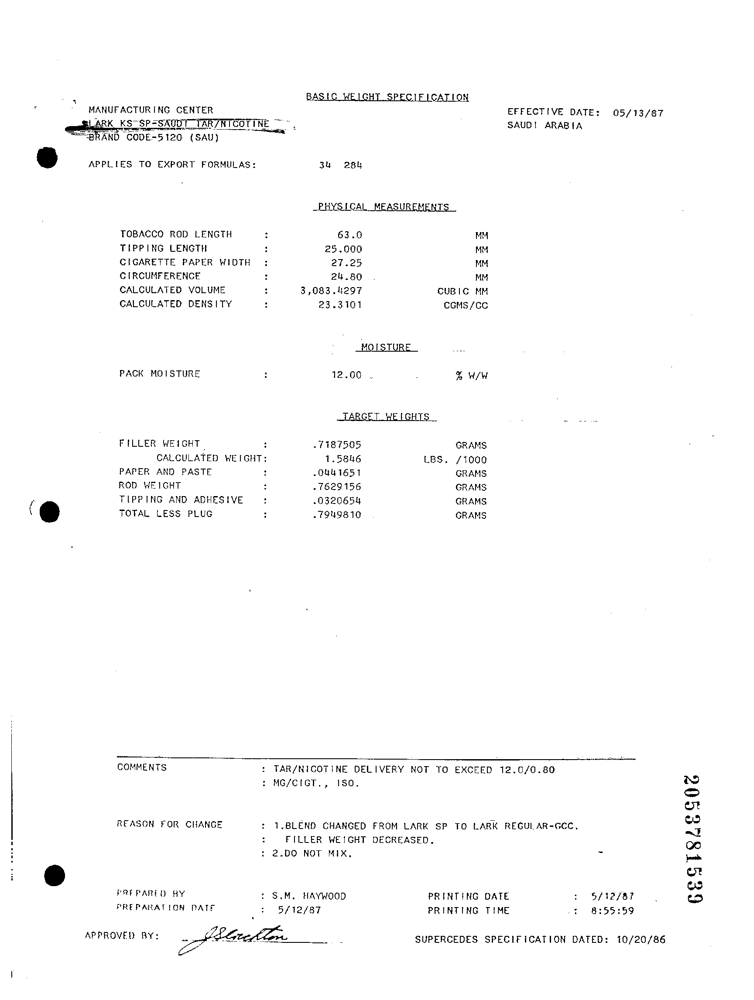 BASIC WEIGHT SPECIFICATION
MANUFACTURING CENTER
EFFECTIVE DATE: 05/13/87
LARK KS SP-SAUDI TAR/NICOTINE
SAUDI ARABIA
BRAND CODE-5120 (SAU)
APPLIES TO EXPORT FORMULAS: 34 284
PHYSICAL MEASUREMENTS
TOBACCO ROD LENGTH : 63.0 MM
TIPPING LENGTH : 25.000 MM
CIGARETTE PAPER WIDTH : 27.25 MM
CIRCUMFERENCE : 24.80 MM
CALCULATED VOLUME : 3,083.4297 CUBIC MM
CALCULATED DENSITY : 23.3101 CGMS/CC
MOISTURE
PACK MOISTURE : 12.00 % W/W
TARGET WEIGHTS
FILLER WEIGHT : .7187505 GRAMS
CALCULATED WEIGHT: 1.5846 LBS. /1000
PAPER AND PASTE : .0441651 GRAMS
ROD WEIGHT : .7629156 GRAMS
TIPPING AND ADHESIVE : .0320654 GRAMS
TOTAL LESS PLUG : .7949810 GRAMS
COMMENTS : TAR/NICOTINE DELIVERY NOT TO EXCEED 12.0/0.80
: MG/CIGT., ISO.
REASON FOR CHANGE : 1.BLEND CHANGED FROM LARK SP TO LARK REGULAR-GCC.
: FILLER WEIGHT DECREASED.
: 2.DO NOT MIX.
PREPARED BY : S.M. HAYWOOD PRINTING DATE : 5/12/87
PREPARATION DATE : 5/12/87 PRINTING TIME : 8:55:59
APPROVED BY:
SUPERCEDES SPECIFICATION DATED: 10/20/86
2053781539